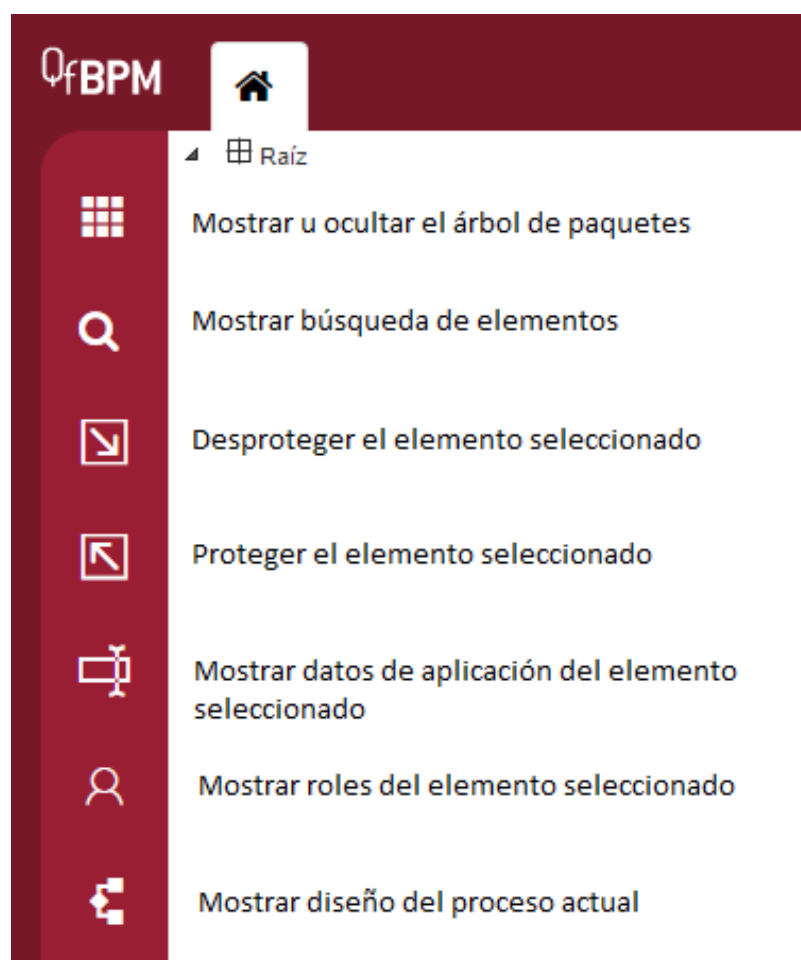 QfBPM
Raíz
Mostrar u ocultar el árbol de paquetes
Mostrar búsqueda de elementos
Desproteger el elemento seleccionado
Proteger el elemento seleccionado
Mostrar datos de aplicación del elemento
seleccionado
Mostrar roles del elemento seleccionado
Mostrar diseño del proceso actual